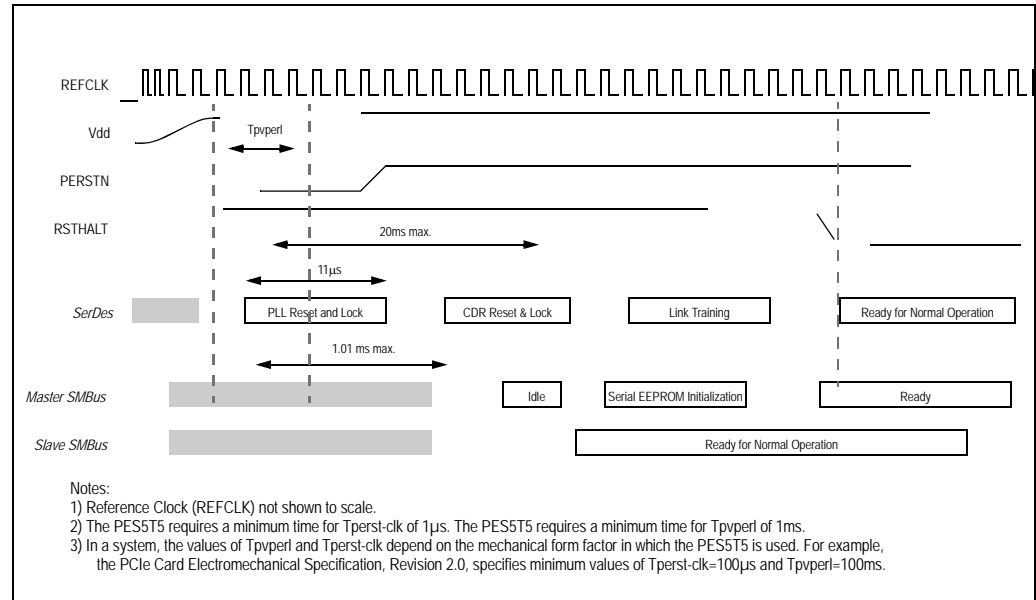 REFCLK
Vdd
Tpvperl
PERSTN
RSTHALT
20ms max.
11µs
SerDes
PLL Reset and Lock
CDR Reset & Lock
Link Training
Ready for Normal Operation
1.01 ms max.
Master SMBus
Idle
Serial EEPROM Initialization
Ready
Slave SMBus
Ready for Normal Operation
Notes:
1) Reference Clock (REFCLK) not shown to scale.
2) The PES5T5 requires a minimum time for Tperst-clk of 1µs. The PES5T5 requires a minimum time for Tpvperl of 1ms.
3) In a system, the values of Tpvperl and Tperst-clk depend on the mechanical form factor in which the PES5T5 is used. For example,
the PCIe Card Electromechanical Specification, Revision 2.0, specifies minimum values of Tperst-clk=100µs and Tpvperl=100ms.